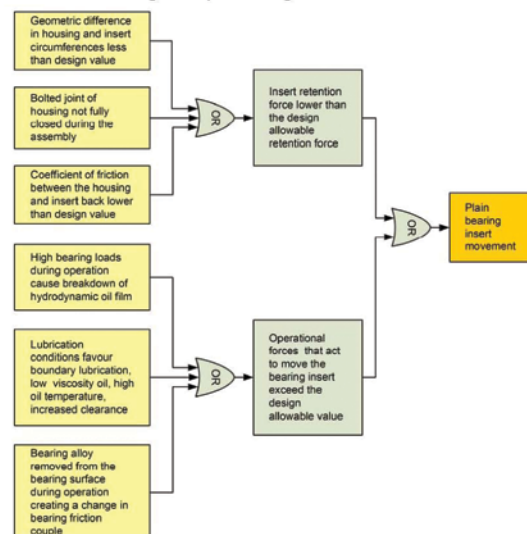 Geometric difference
in housing and insert
circumferences less
than design value
Bolted joint of
housing not fully
closed during the
assembly
Coefficient of friction
between the housing
and insert back lower
than design value
OR
Insert retention
force lower than
the design
allowable
retention force
High bearing loads
during operation
cause breakdown of
hydrodynamic oil film
Lubrication
conditions favour
boundary lubrication,
low viscosity oil, high
oil temperature,
increased clearance
Bearing alloy
removed from the
bearing surface
during operation
creating a change in
bearing friction
couple
OR
Operational
forces that act
to move the
bearing insert
exceed the
design
allowable value
OR
Plain
bearing
insert
movement